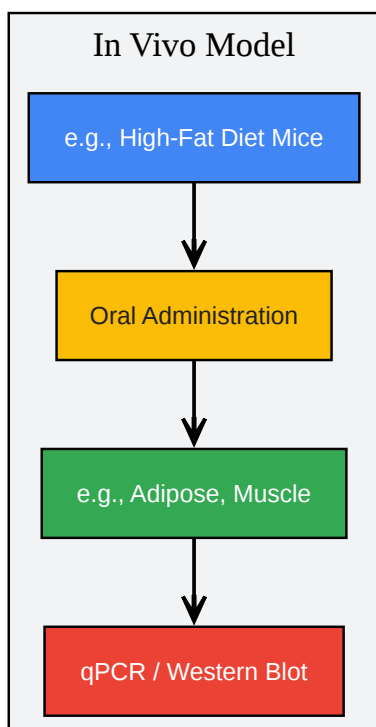 In Vivo Model
e.g., High-Fat Diet Mice
Oral Administration
e.g., Adipose, Muscle
qPCR / Western Blot